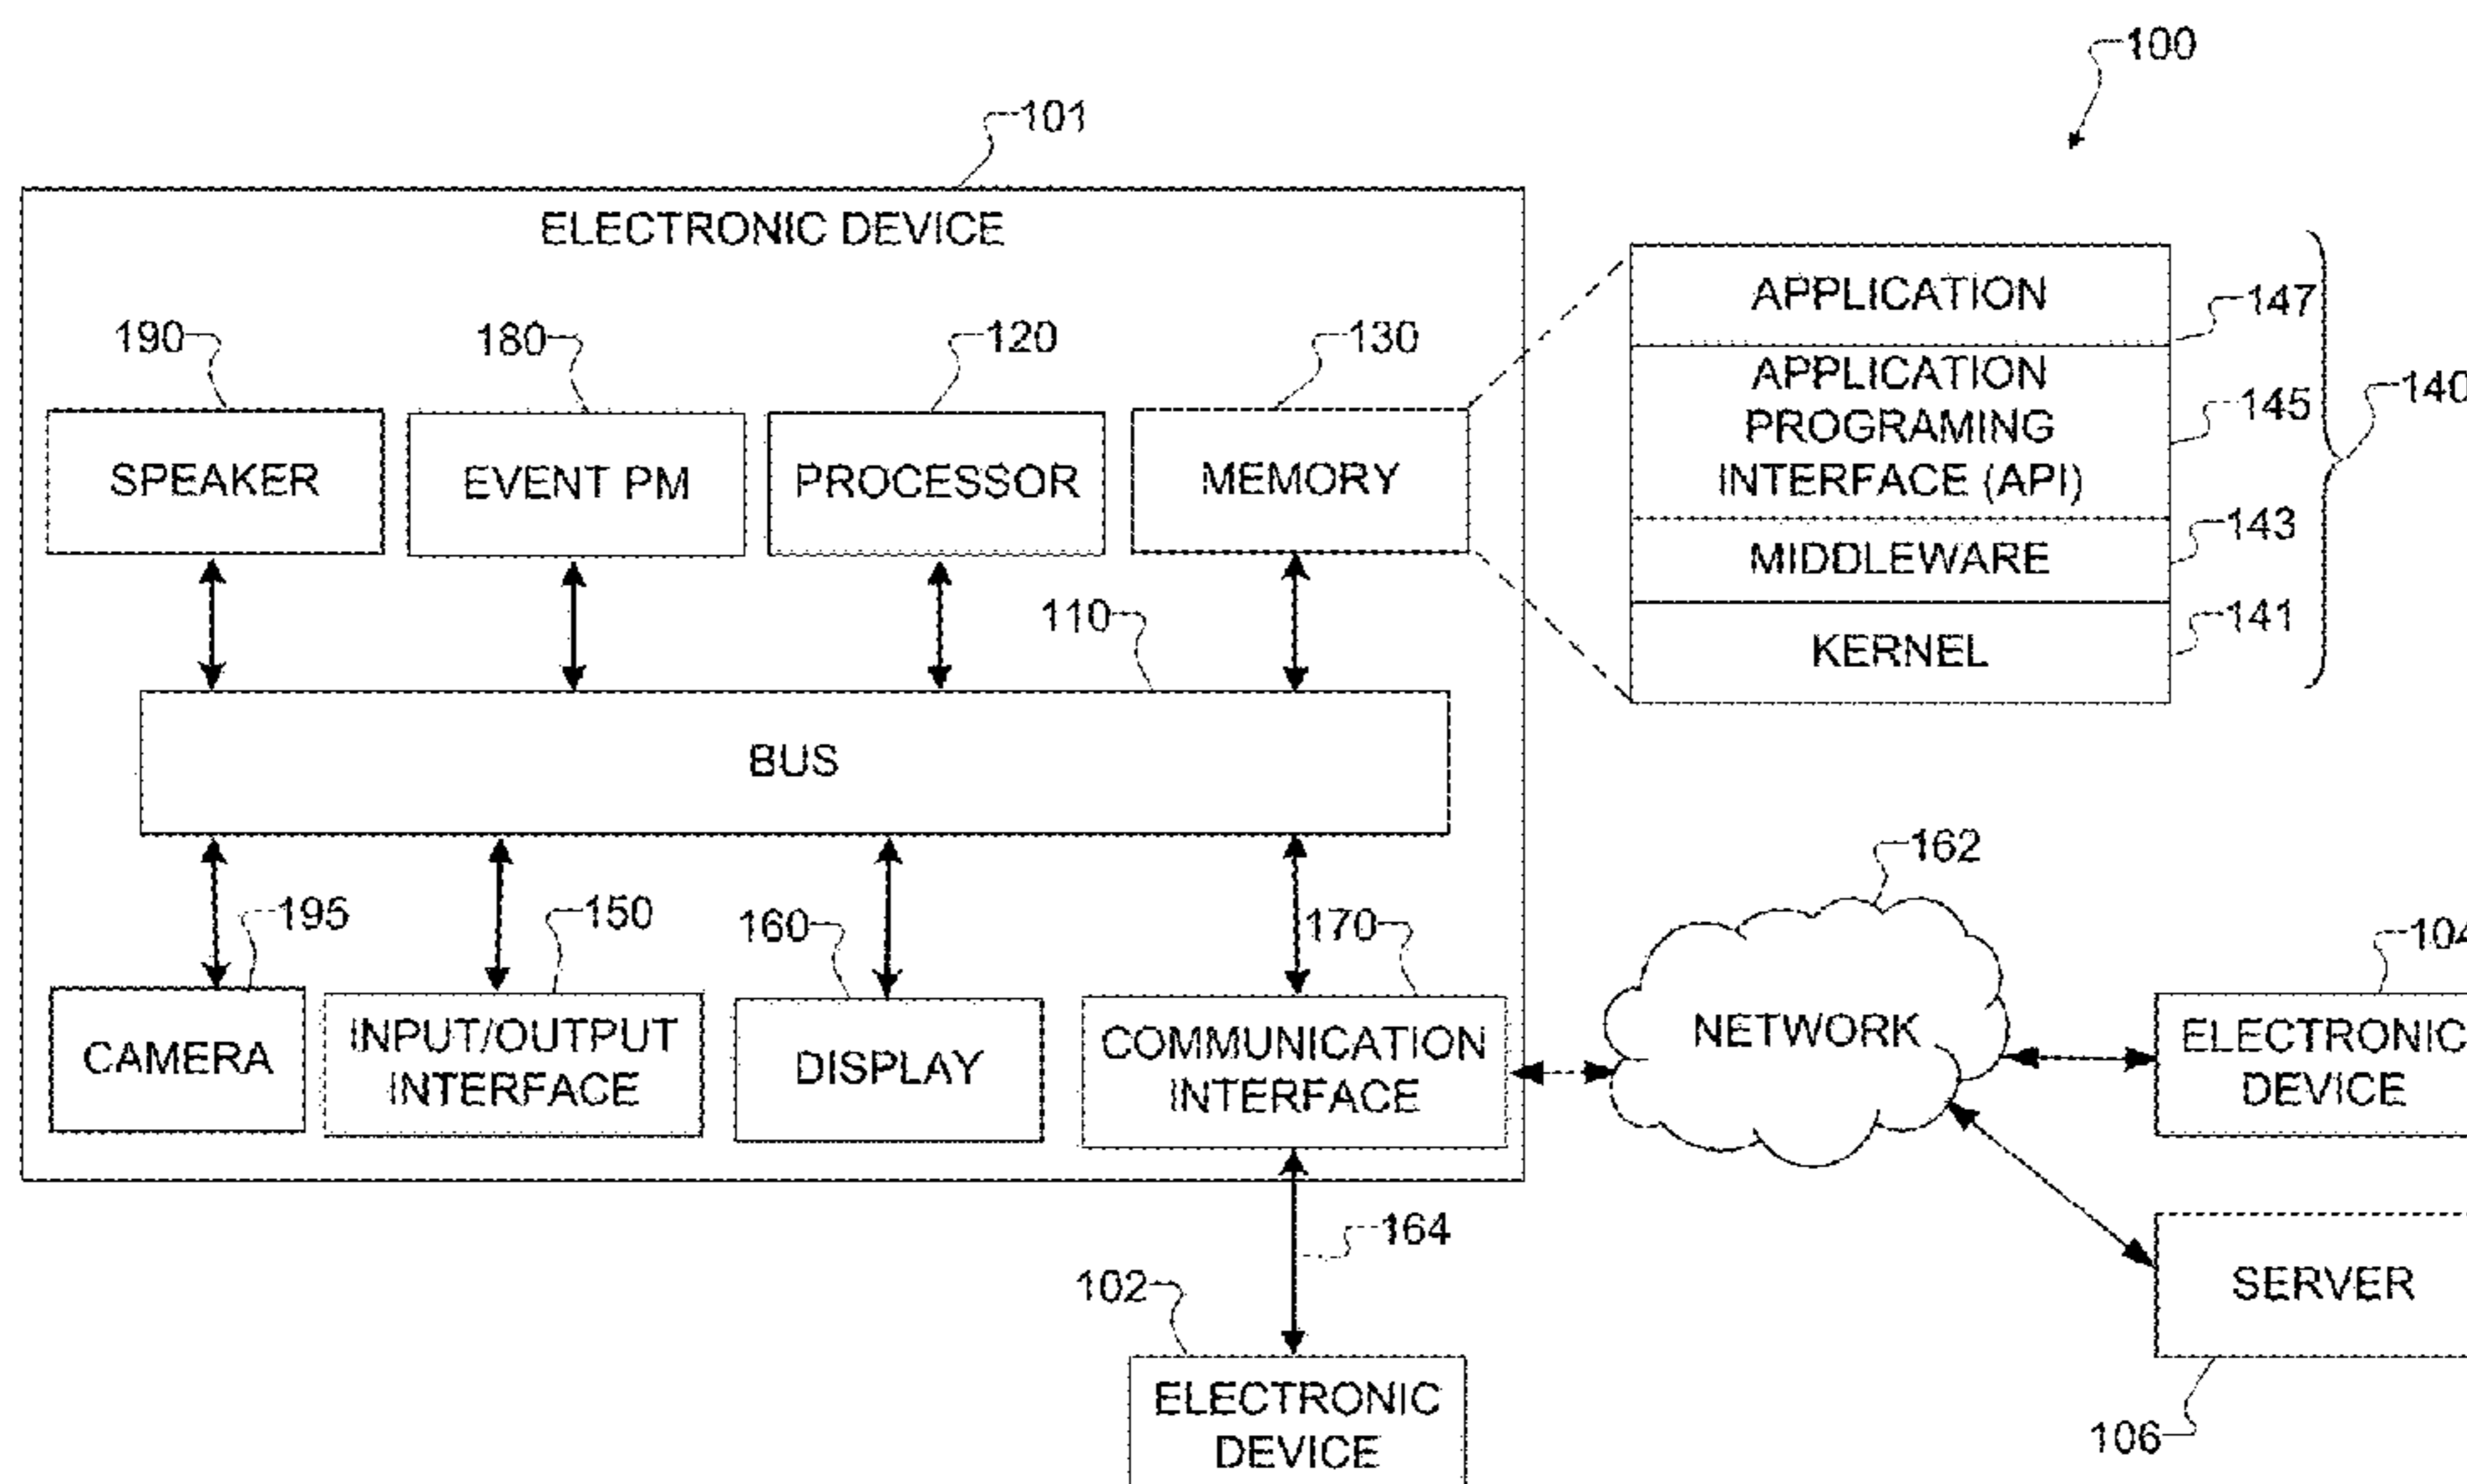 100
101
ELECTRONIC DEVICE
190
180
120
130
SPEAKER
EVENT PM
PROCESSOR
MEMORY
APPLICATION
147
APPLICATION
PROGRAMING
INTERFACE (API)
145
140
MIDDLEWARE
143
KERNEL
141
110
BUS
195
150
160
170
CAMERA
INPUT/OUTPUT
INTERFACE
DISPLAY
COMMUNICATION
INTERFACE
162
NETWORK
104
ELECTRONIC
DEVICE
164
102
ELECTRONIC
DEVICE
SERVER
106